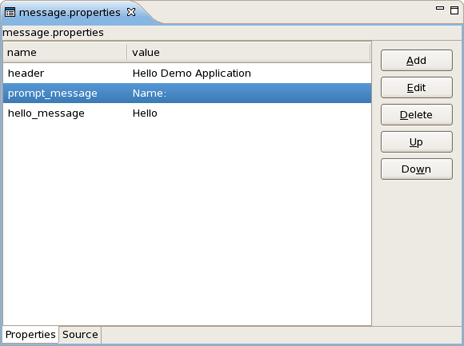 message.properties
message.properties
name value
header Hello Demo Application
prompt_message Name:
hello_message Hello
Add
Edit
Delete
Up
Down
Properties Source